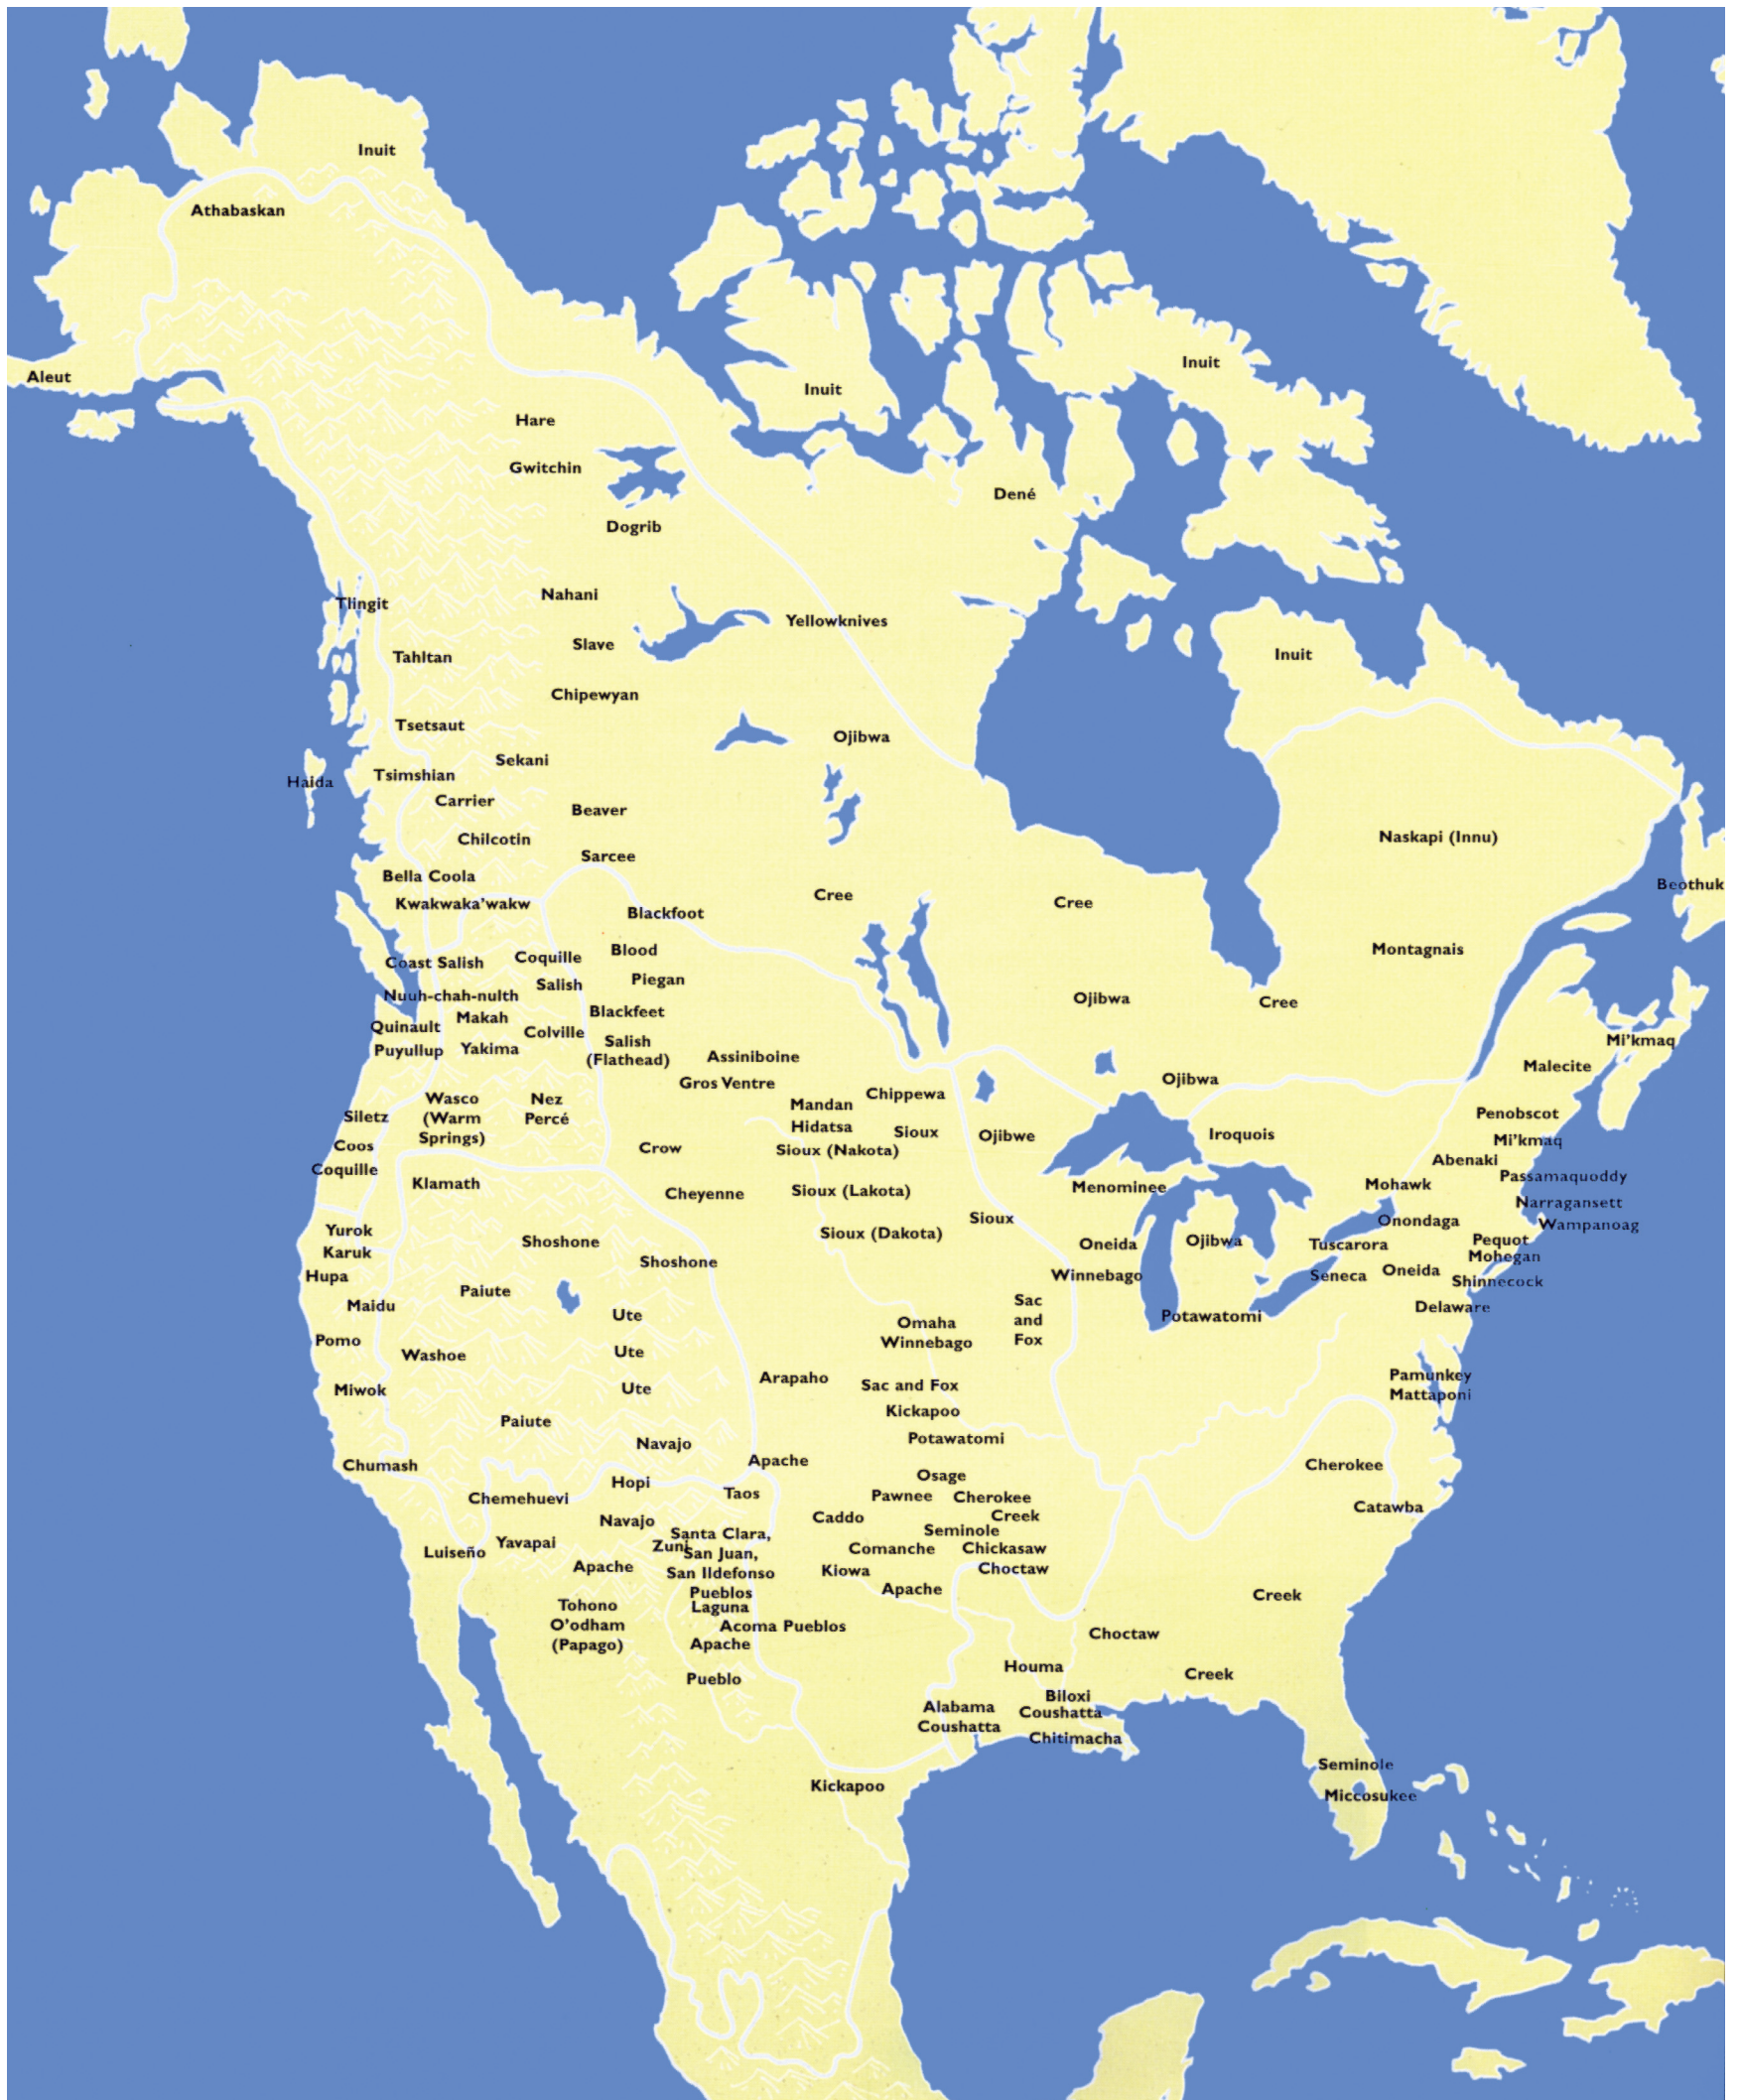 Inuit
Athabaskan
Aleut
Inuit
Inuit
Hare
Gwitchin
Dené
Dogrib
Nahani
Tlingit
Yellowknives
Slave
Tahltan
Inuit
Chipewyan
Tsetsaut
Ojibwa
Sekani
Haida
Tsimshian
Carrier
Beaver
Chilcotin
Naskapi (Innu)
Sarcee
Bella Coola
Beothuk
Cree
Kwakwaka'wakw
Cree
Blackfoot
Blood
Montagnais
Coast Salish
Coquille
Piegan
Salish
Nuuh-chah-nulth
Ojibwa
Cree
Blackfeet
Makah
Quinault
Colville
Salish
(Flathead)
Mi'kmaq
Puyullup
Yakima
Assiniboine
Malecite
Gros Ventre
Ojibwa
Chippewa
Wasco
(Warm
Springs)
Nez
Percé
Mandan
Hidatsa
Siletz
Penobscot
Sioux
Ojibwe
Iroquois
Mi'kmaq
Coos
Crow
Sioux (Nakota)
Abenaki
Coquille
Passamaquoddy
Klamath
Mohawk
Menominee
Cheyenne
Sioux (Lakota)
Narragansett
Sioux
Onondaga
Wampanoag
Yurok
Sioux (Dakota)
Shoshone
Oneida
Ojibwa
Tuscarora
Pequot
Karuk
Mohegan
Shoshone
Hupa
Winnebago
Seneca
Oneida
Shinnecock
Paiute
Maidu
Sac
and
Fox
Delaware
Ute
Potawatomi
Omaha
Winnebago
Pomo
Washoe
Ute
Arapaho
Pamunkey
Mattaponi
Miwok
Ute
Sac and Fox
Kickapoo
Paiute
Potawatomi
Navajo
Chumash
Apache
Cherokee
Osage
Hopi
Taos
Chemehuevi
Pawnee
Cherokee
Catawba
Caddo
Creek
Navajo
Seminole
Santa Clara,
San Juan,
San Ildefonso
Pueblos
Zuni
Yavapai
Luiseño
Comanche
Chickasaw
Apache
Kiowa
Choctaw
Apache
Creek
Tohono
O'odham
(Papago)
Laguna
Acoma Pueblos
Choctaw
Apache
Houma
Creek
Pueblo
Biloxi
Alabama
Coushatta
Coushatta
Chitimacha
Seminole
Kickapoo
Miccosukee